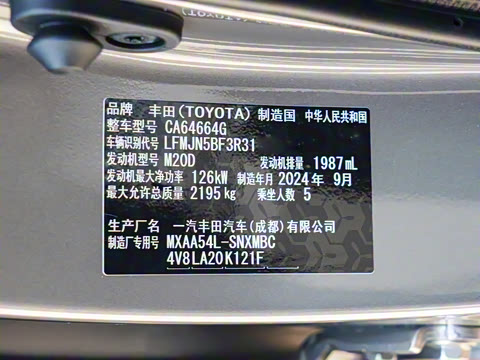 品牌 丰田(TOYOTA) 制造国 中华人民共和国
整车型号 CA64664G
车辆识别代号 LFMJN5BF3R31
发动机型号 M20D 发动机排量 1987mL
发动机最大净功率 126kW 制造年月 2024年9月
最大允许总质量 2195kg 乘坐人数 5
生产厂名 一汽丰田汽车(成都)有限公司
制造厂专用号 MXAA54L-SNXMBC
4V8LA20K121F